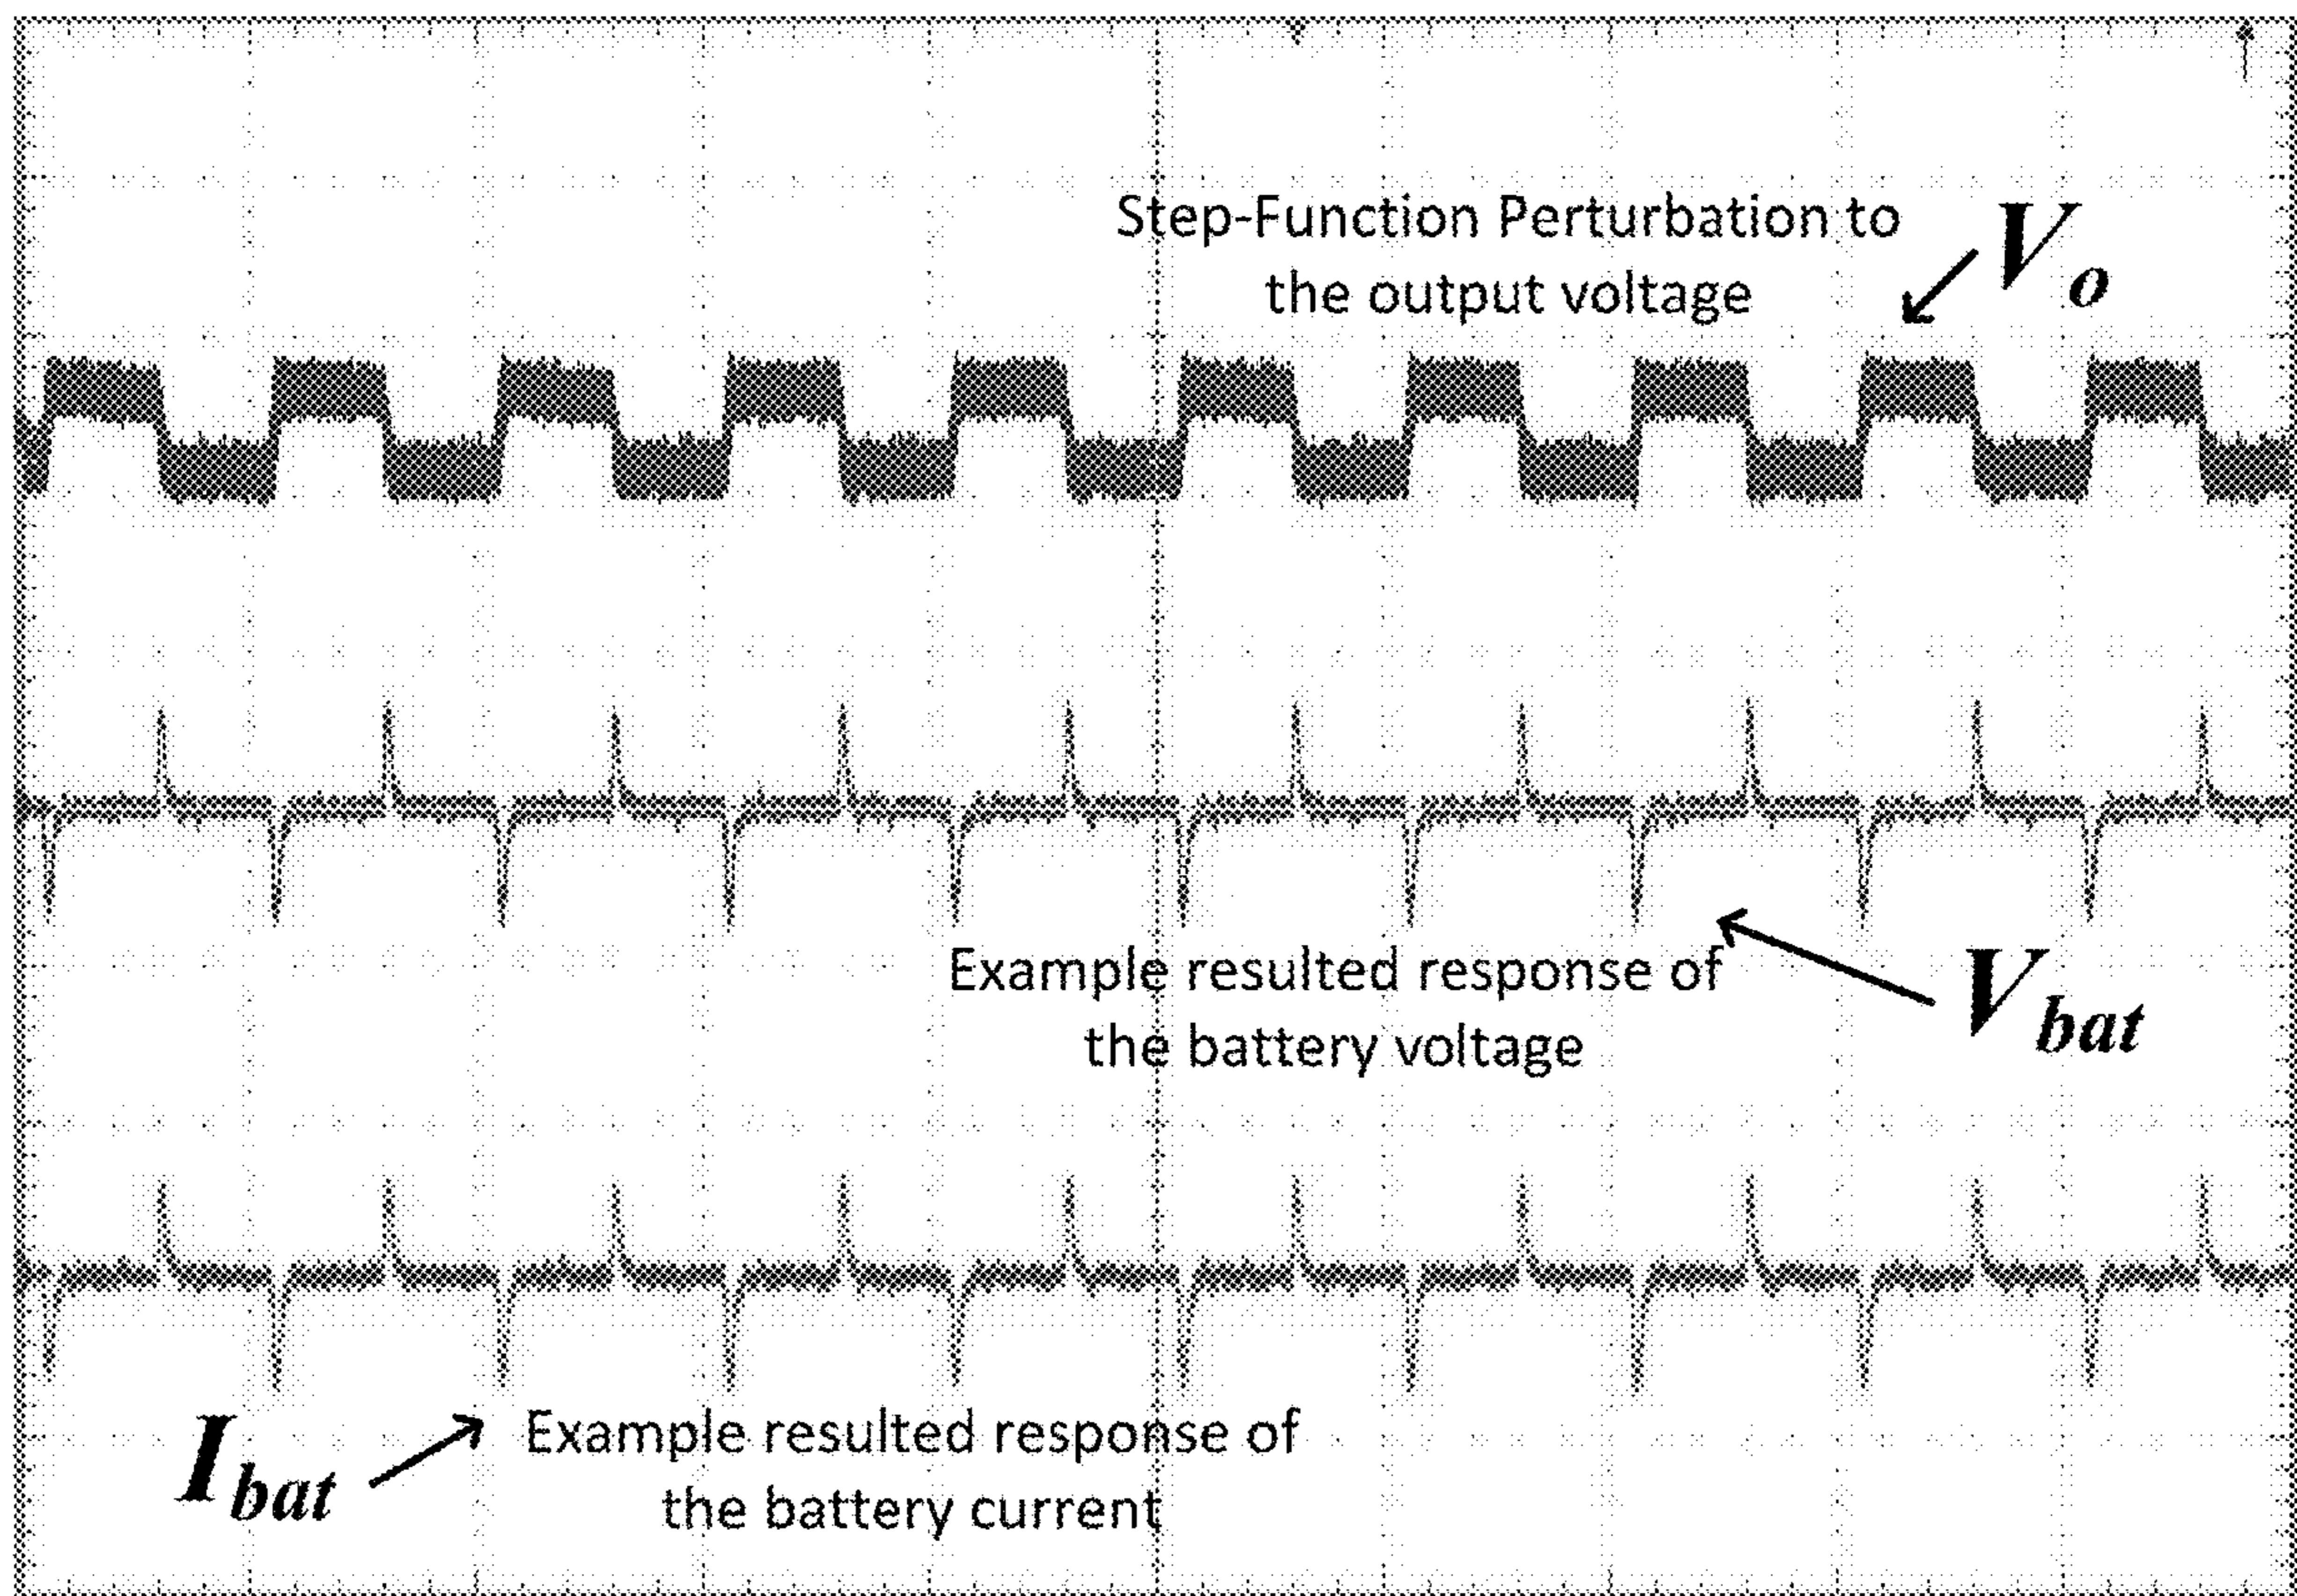 Step-Function Perturbation to
the output voltage
V_o
Example resulted response of
the battery voltage
V_bat
I_bat
Example resulted response of
the battery current